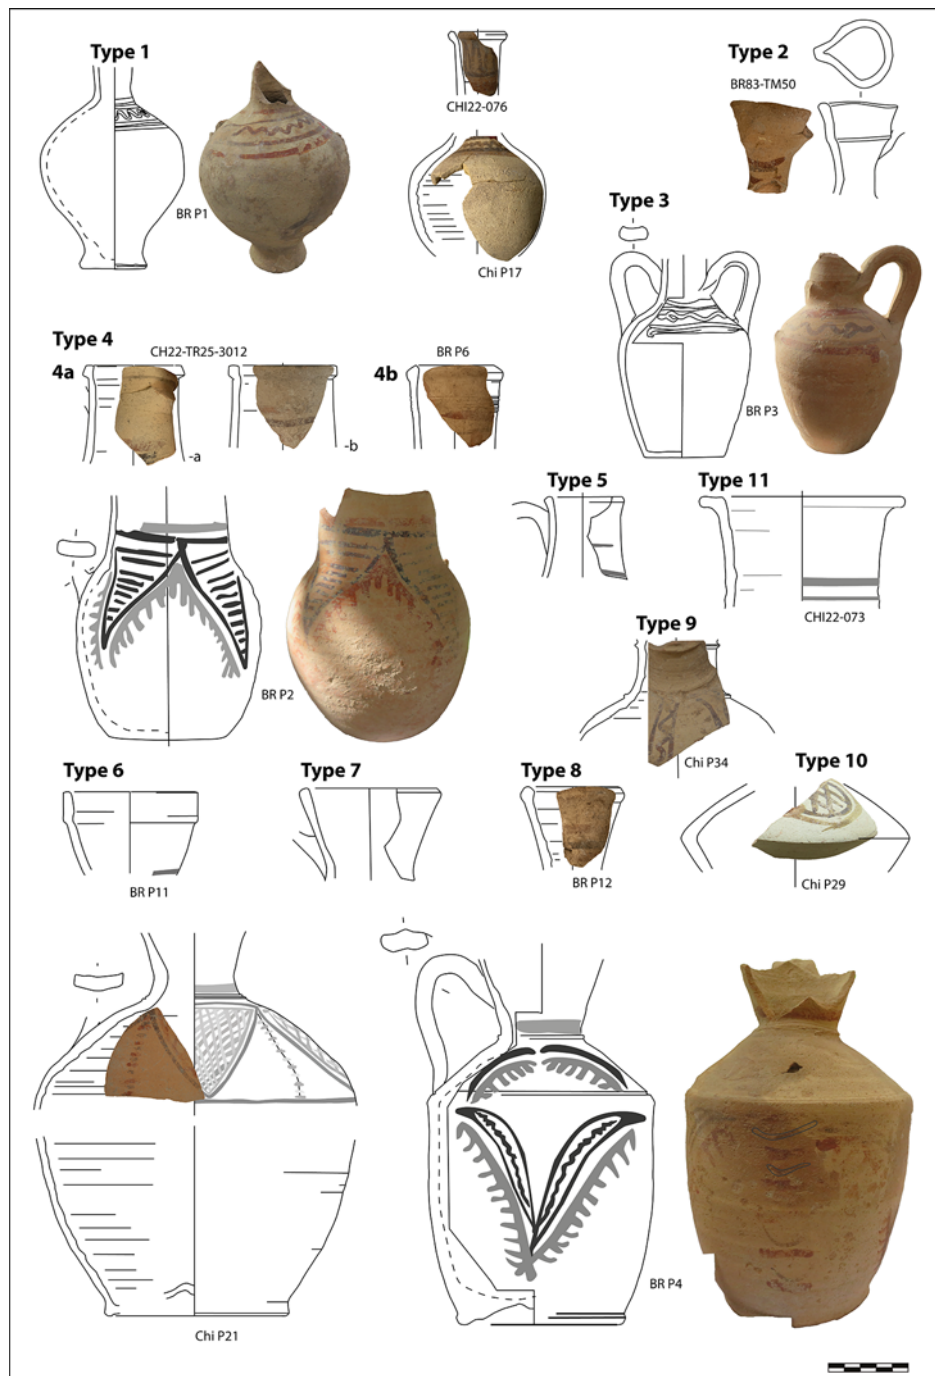 Type 1
CHI22-076
Type 2
BR83-TM50
BR P1
Chi P17
Type 3
BR P3
Type 4
CH22-TR25-3012
BR P6
4a
4b
-a
-b
Type 5
Type 11
CHI22-073
BR P2
Type 9
Chi P34
Type 6
Type 7
Type 8
Type 10
BR P11
BR P12
Chi P29
BR P4
Chi P21